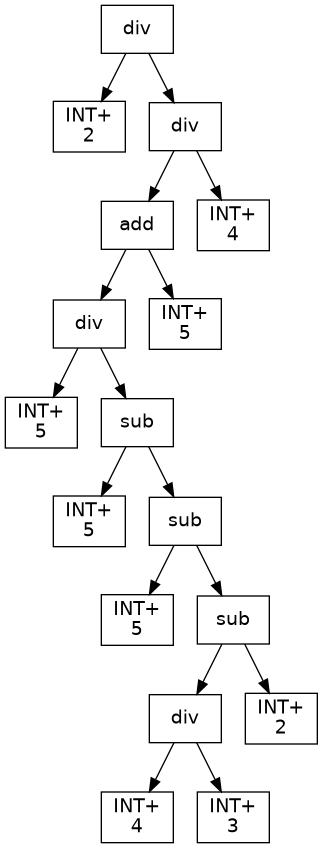 div
INT+
2
div
add
INT+
4
div
INT+
5
INT+
5
sub
INT+
5
sub
INT+
5
sub
div
INT+
2
INT+
4
INT+
3